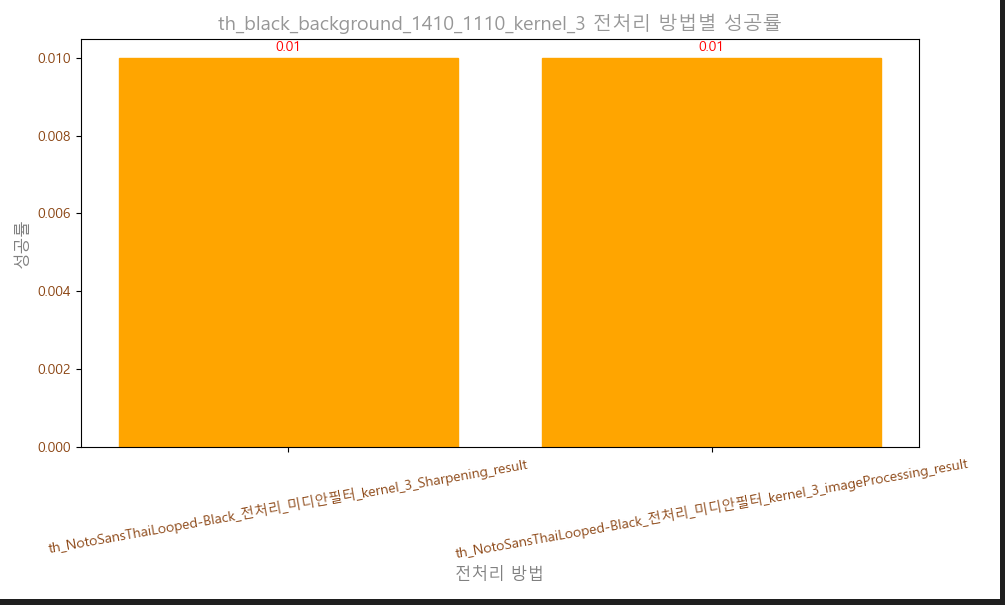 th_black_background_1410_1110_kernel_3 전처리 방법별 성공률
0.01
0.01
0.010
0.008
0.006
0.004
0.002
0.000
성공률
th_NotoSansThaiLooped-Black_전처리_미디안필터_kernel_3_Sharpening_result
th_NotoSansThaiLooped-Black_전처리_미디안필터_kernel_3_imageProcessing_result
전처리 방법